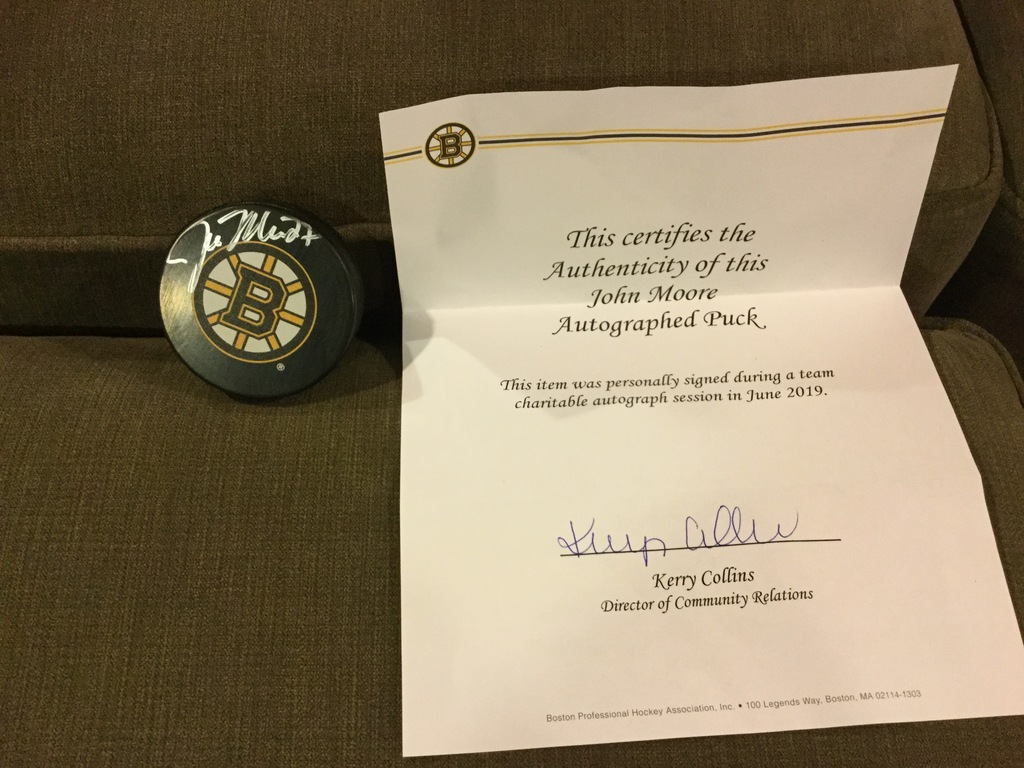 B
B
®
This certifies the
Authenticity of this
John Moore
Autographed Puck
This item was personally signed during a team
charitable autograph session in June 2019.
Kerry Collins
Director of Community Relations
Boston Professional Hockey Association, Inc. • 100 Legends Way, Boston, MA 02114-1303